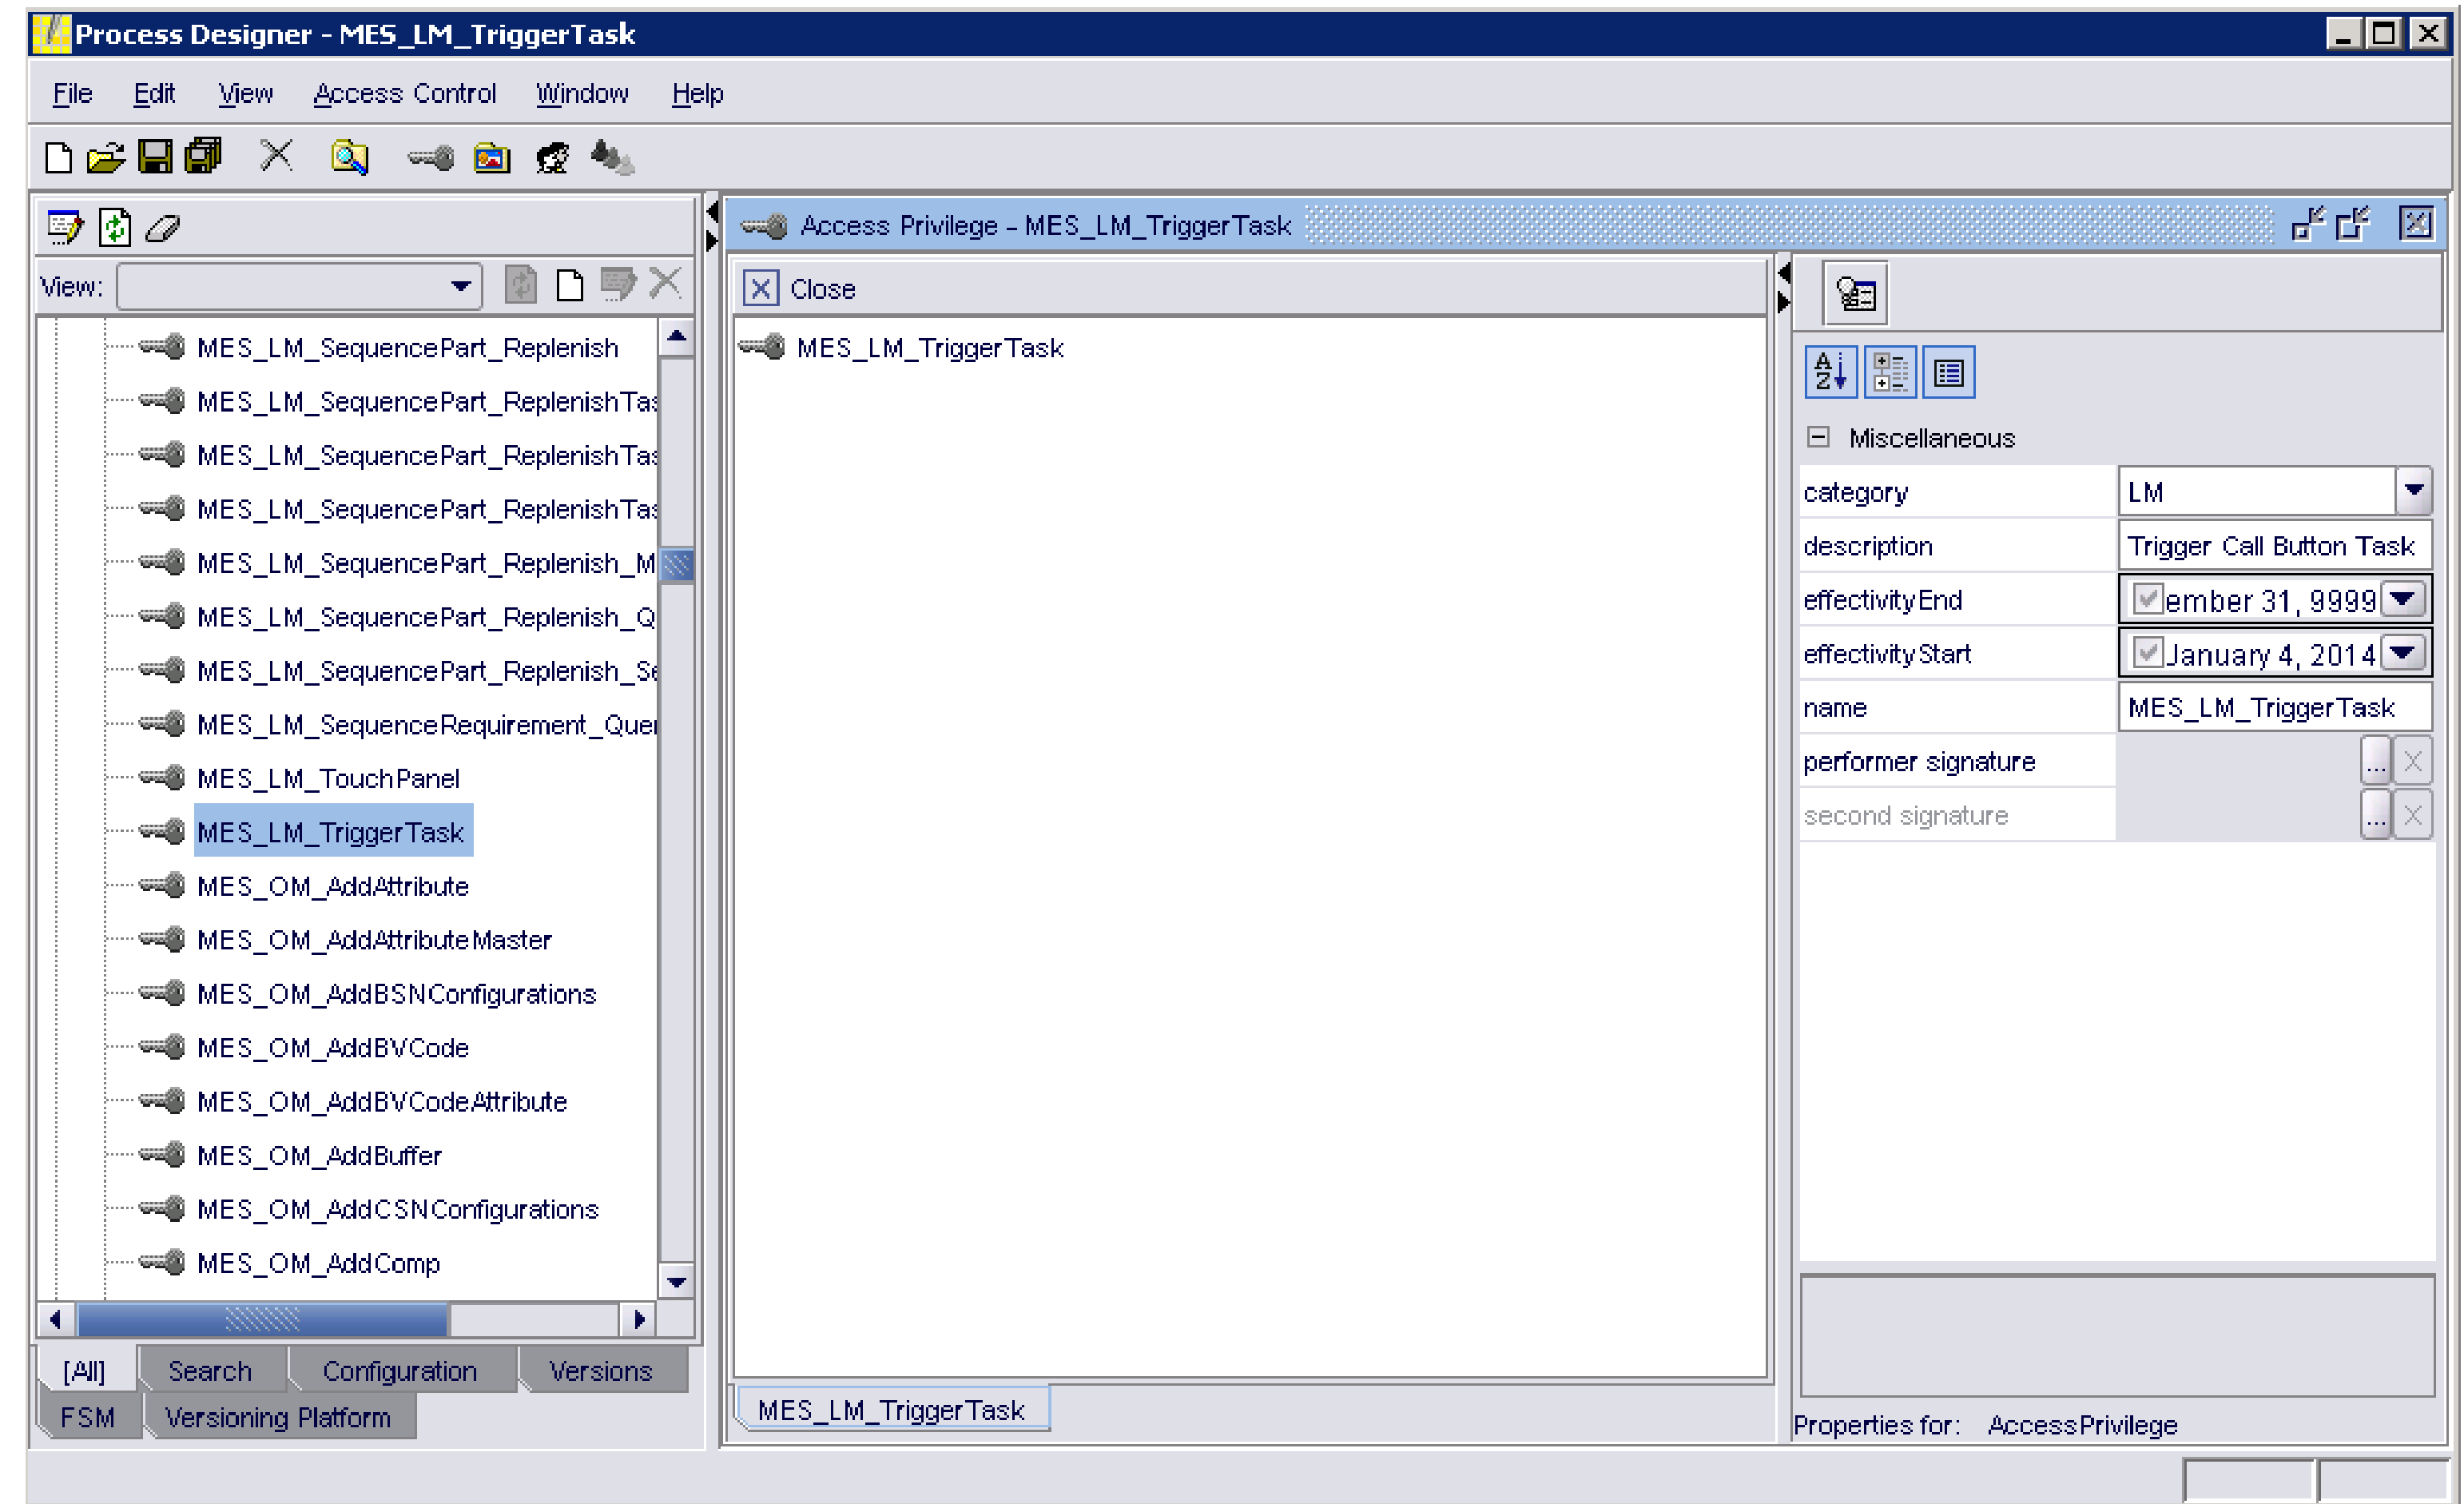 Process Designer - MES_LM_TriggerTask
File Edit View Access Control Window Help
View:
MES_LM_SequencePart_Replenish
MES_LM_SequencePart_ReplenishTas
MES_LM_SequencePart_ReplenishTas
MES_LM_SequencePart_ReplenishTas
MES_LM_SequencePart_Replenish_M
MES_LM_SequencePart_Replenish_Q
MES_LM_SequencePart_Replenish_Se
MES_LM_SequenceRequirement_Quer
MES_LM_TouchPanel
MES_LM_TriggerTask
MES_OM_AddAttribute
MES_OM_AddAttributeMaster
MES_OM_AddBSNConfigurations
MES_OM_AddBVCode
MES_OM_AddBVCodeAttribute
MES_OM_AddBuffer
MES_OM_AddCSNConfigurations
MES_OM_AddComp
[All] Search Configuration Versions
FSM Versioning Platform
Access Privilege - MES_LM_TriggerTask
Close
MES_LM_TriggerTask
MES_LM_TriggerTask
Miscellaneous
category LM
description Trigger Call Button Task
effectivityEnd ember 31, 9999
effectivityStart January 4, 2014
name MES_LM_TriggerTask
performer signature ...
second signature ...
Properties for: AccessPrivilege